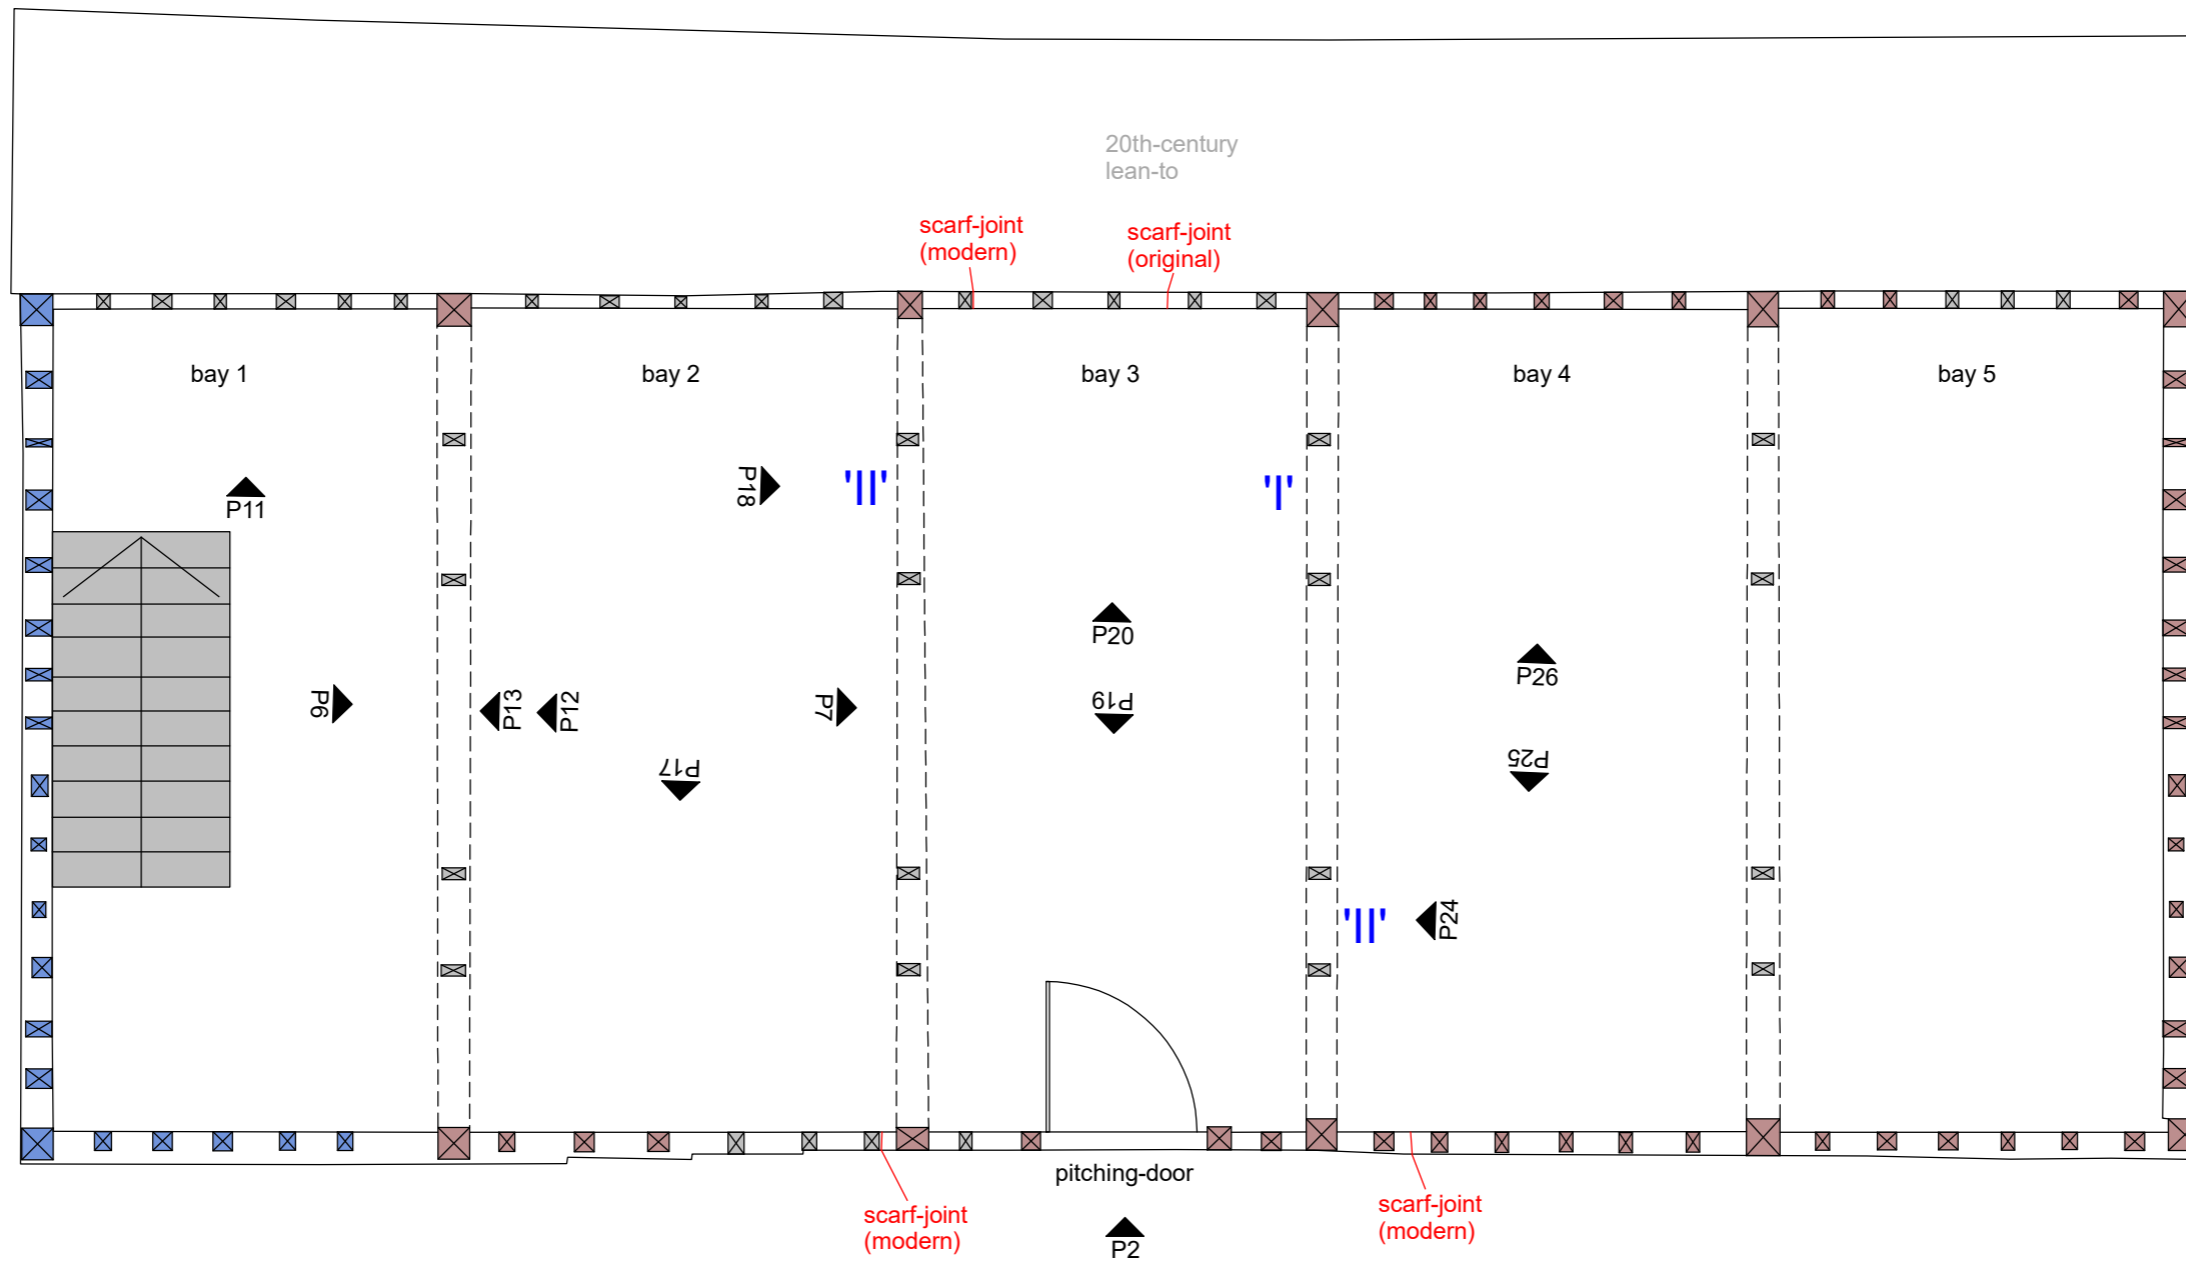 20th-century
lean-to
scarf-joint
(modern)
scarf-joint
(original)
bay 1
bay 2
bay 3
bay 4
bay 5
P11
P18
'II'
'I'
P20
P26
P6
P13
P12
P7
P19
P17
P25
'II'
P24
pitching-door
scarf-joint
(modern)
scarf-joint
(modern)
P2